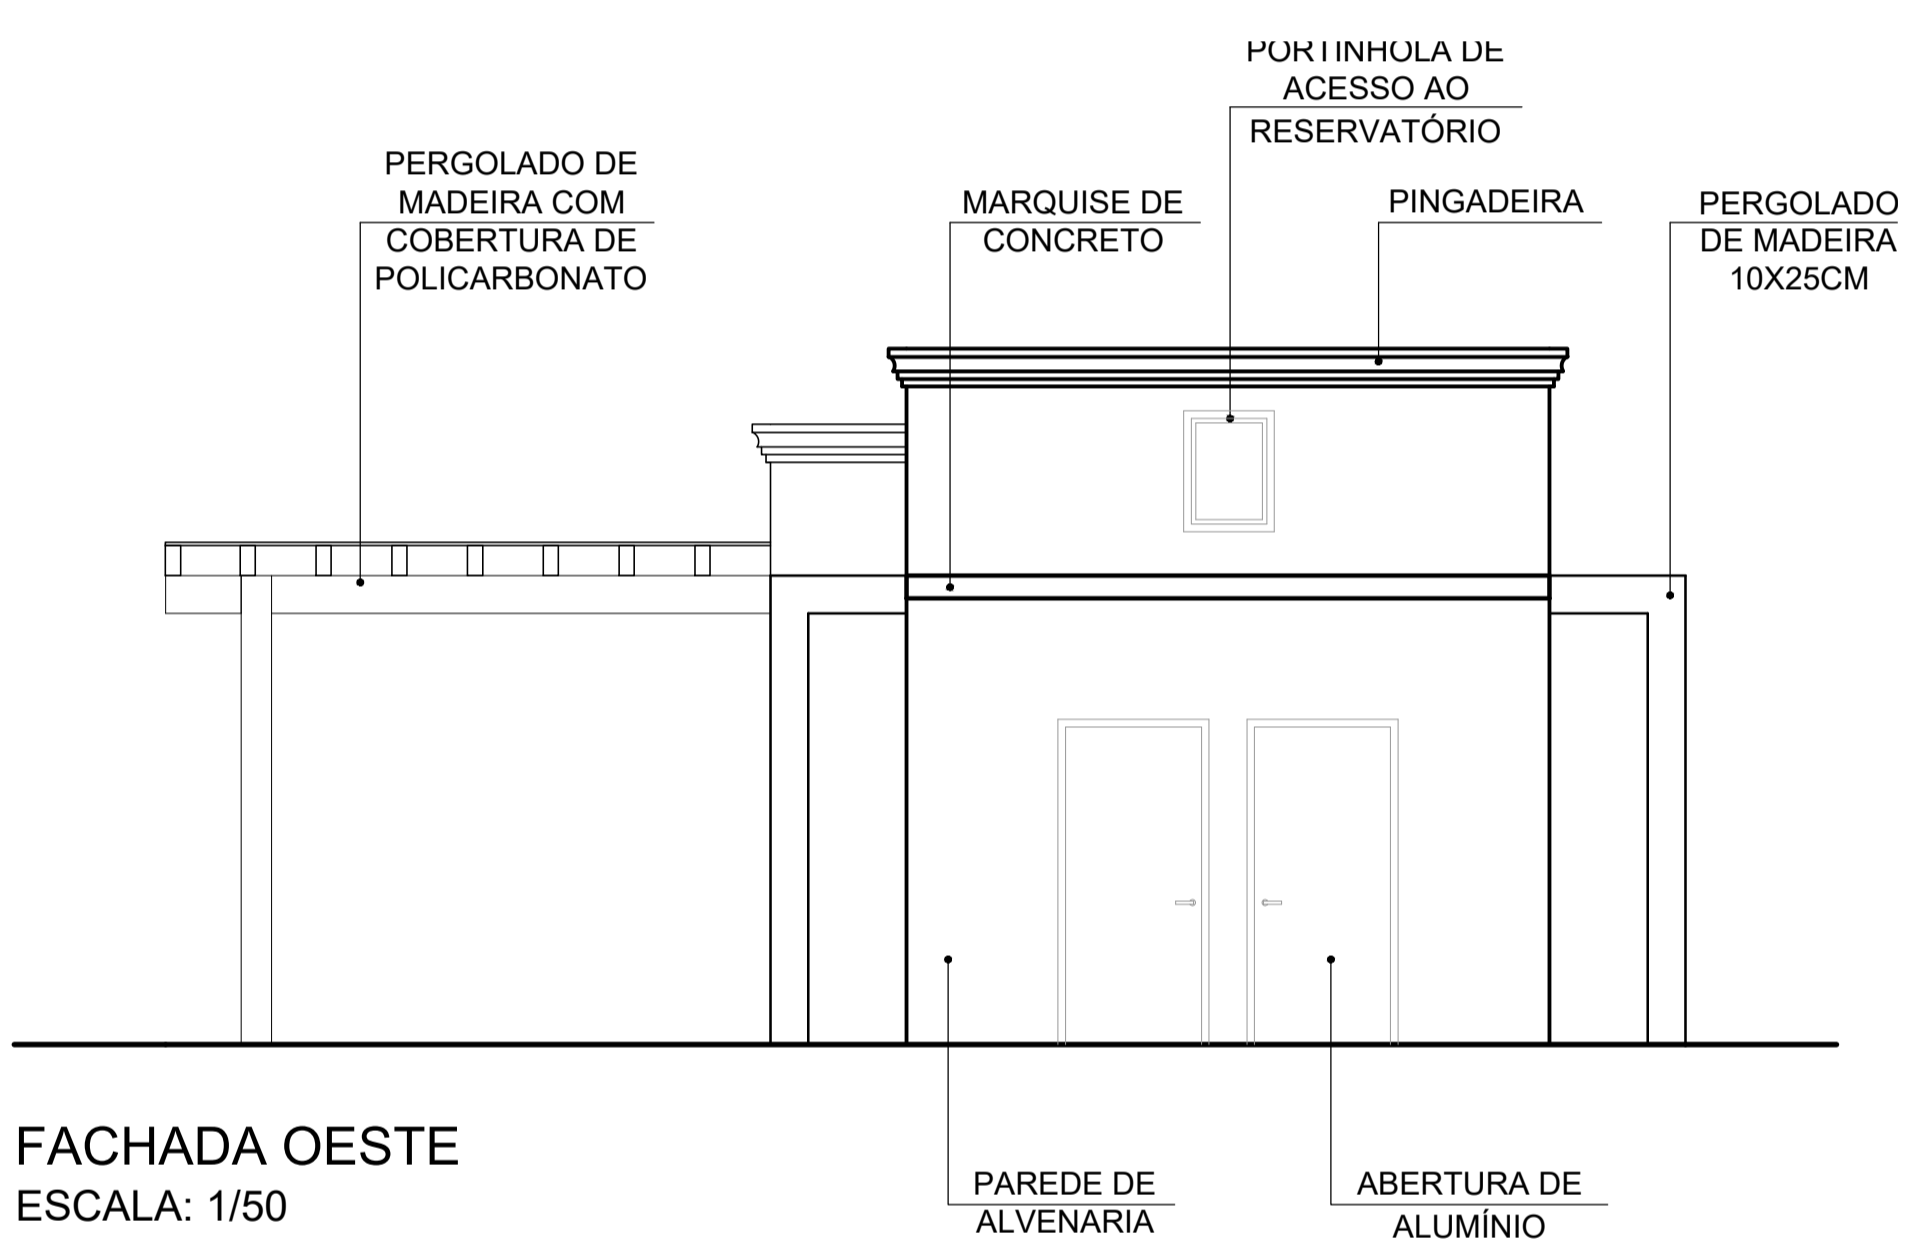 PORTINHOLA DE
ACESSO AO
RESERVATÓRIO
PERGOLADO DE
MADEIRA COM
COBERTURA DE
POLICARBONATO
MARQUISE DE
CONCRETO
PINGADEIRA
PERGOLADO
DE MADEIRA
10X25CM
FACHADA OESTE
ESCALA: 1/50
PAREDE DE
ALVENARIA
ABERTURA DE
ALUMÍNIO